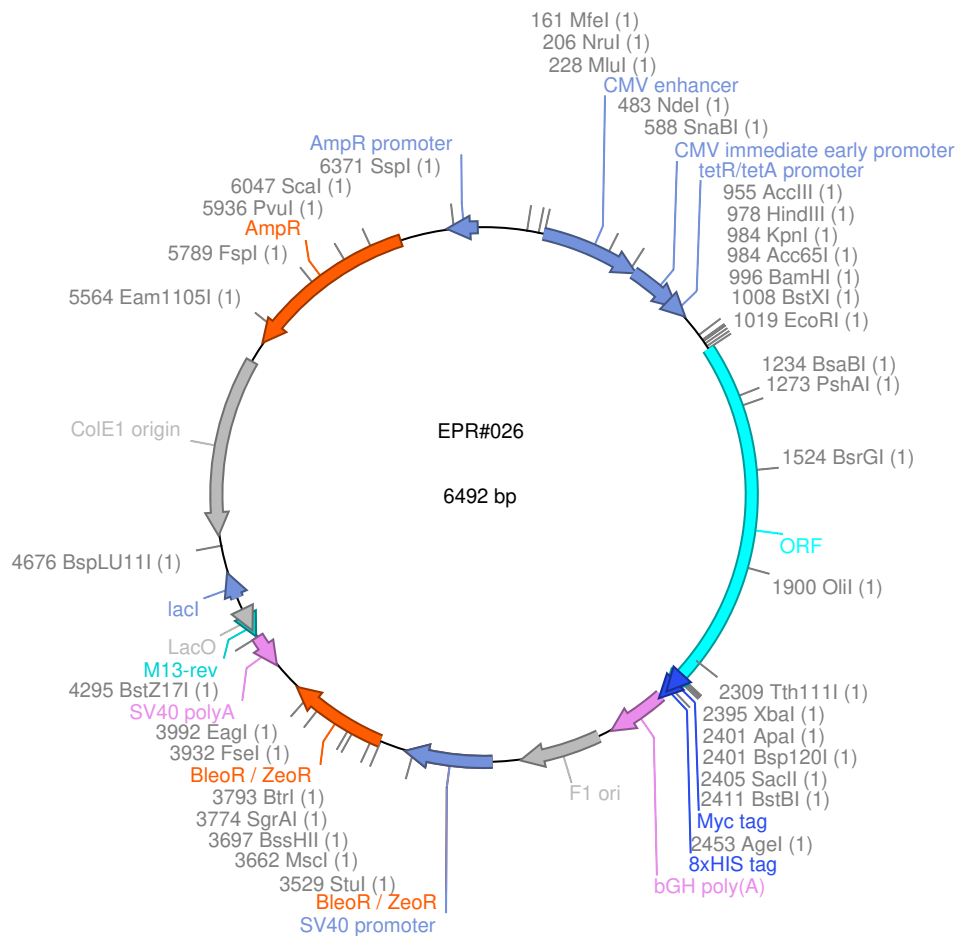 161 MfeI (1)
206 NruI (1)
228 MluI (1)
CMV enhancer
483 NdeI (1)
588 SnaBI (1)
CMV immediate early promoter
tetR/tetA promoter
955 AccIII (1)
978 HindIII (1)
984 KpnI (1)
984 Acc65I (1)
996 BamHI (1)
1008 BstXI (1)
1019 EcoRI (1)
1234 BsaBI (1)
1273 PshAI (1)
1524 BsrGI (1)
ORF
1900 OliI (1)
2309 Tth111I (1)
2395 XbaI (1)
2401 ApaI (1)
2401 Bsp120I (1)
2405 SacII (1)
2411 BstBI (1)
Myc tag
2453 AgeI (1)
8xHIS tag
bGH poly(A)
F1 ori
SV40 promoter
BleoR / ZeoR
3529 StuI (1)
3662 MscI (1)
3697 BssHII (1)
3774 SgrAI (1)
3793 BtrI (1)
BleoR / ZeoR
3932 FseI (1)
3992 EagI (1)
SV40 polyA
4295 BstZ17I (1)
M13-rev
LacO
lacI
4676 BspLU11I (1)
ColE1 origin
5564 Eam1105I (1)
5789 FspI (1)
AmpR
5936 PvuI (1)
6047 ScaI (1)
6371 SspI (1)
AmpR promoter
EPR#026
6492 bp